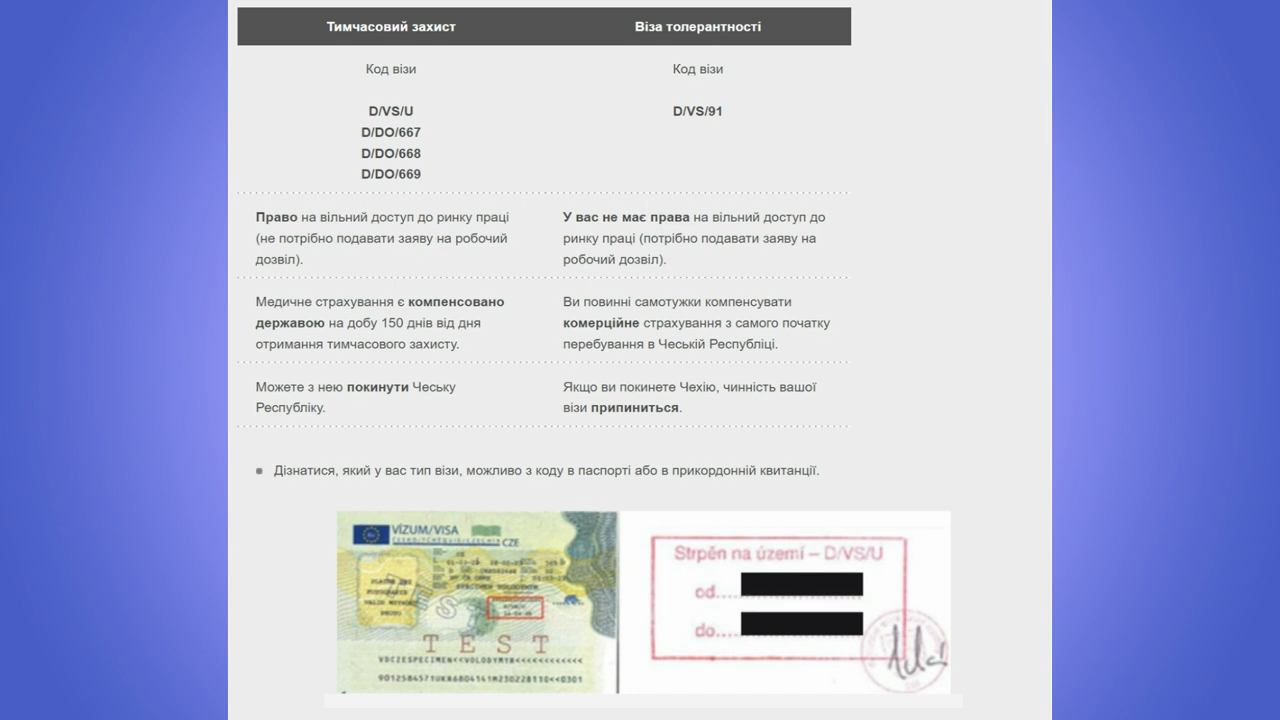 Тимчасовий захист
Віза толерантності
Код візи
Код візи
D/VS/U
D/VS/91
D/DO/667
D/DO/668
D/DO/669
Право на вільний доступ до ринку праці
(не потрібно подавати заяву на робочий
дозвіл).
У вас не має права на вільний доступ до
ринку праці (потрібно подавати заяву на
робочий дозвіл).
Медичне страхування є компенсовано
державою на добу 150 днів від дня
отримання тимчасового захисту.
Ви повинні самотужки компенсувати
комерційне страхування з самого початку
перебування в Чеській Республіці.
Можете з нею покинути Чеську
Республіку.
Якщо ви покинете Чехію, чинність вашої
візи припиниться.
Дізнатися, який у вас тип візи, можливо з коду в паспорті або в прикордонній квитанції.
VÍZUM/VISA
CZE
TEST
VDCZESPECIMEN<<VOLODYMYR<<<<<<<<<<<<
Strpěn na území – D/VS/U
od
do